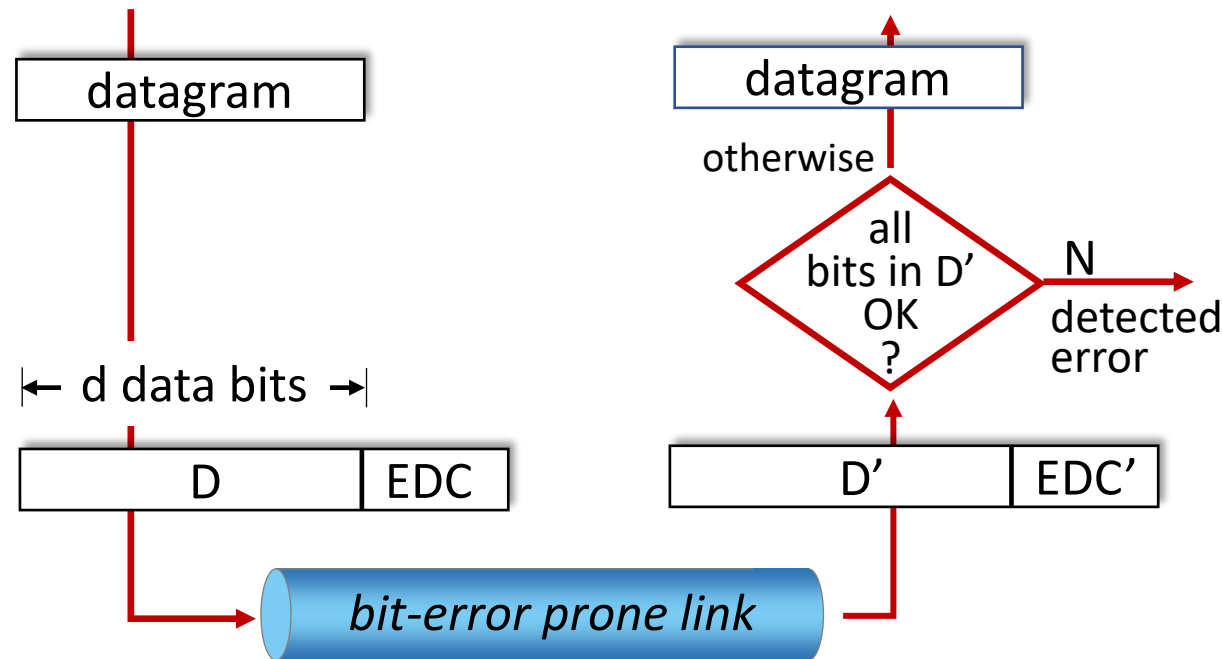 datagram
d data bits
D
EDC
bit-error prone link
datagram
otherwise
all
bits in D’
OK
?
N
detected
error
D’
EDC’